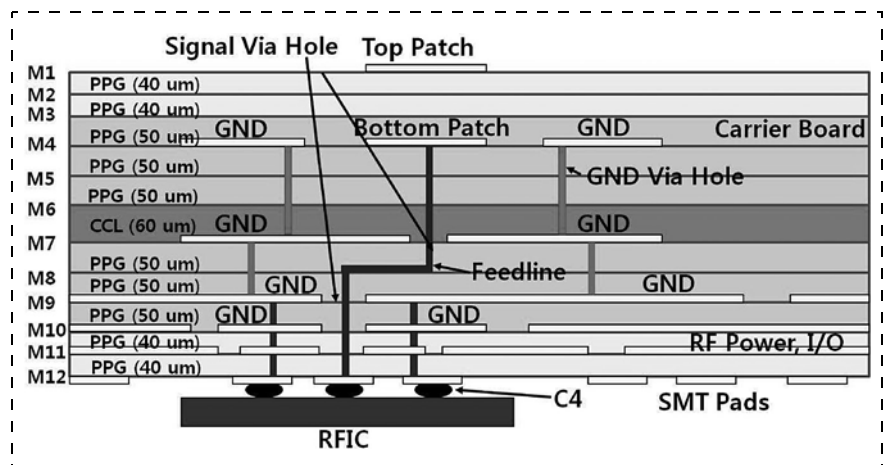 Signal Via Hole Top Patch
M1
PPG (40 um)
M2
PPG (40 um)
M3
PPG (50 um) GND Bottom Patch GND Carrier Board
M4
PPG (50 um)
M5 GND Via Hole
PPG (50 um)
M6
CCL (60 um) GND GND
M7
PPG (50 um) Feedline
M8
PPG (50 um) GND GND
M9
PPG (50 um) GND GND
M10
PPG (40 um) RF Power, I/O
M11
PPG (40 um)
M12
C4 SMT Pads
RFIC